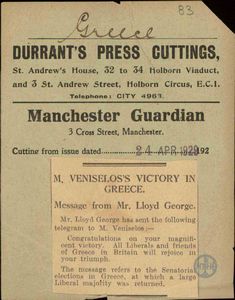 83
Greece
DURRANT'S PRESS CUTTINGS,
St. Andrew's House, 32 to 34 Holborn Viaduct,
and 3 St. Andrew Street, Holborn Circus, E.C.1.
Telephone: CITY 4963.
Manchester Guardian
3 Cross Street, Manchester.
Cutting from issue dated 24 APR 1929 192
M. VENISELOS'S VICTORY IN
GREECE.
Message from Mr. Lloyd George.
Mr. Lloyd George has sent the following
telegram to M. Veniselos:—
Congratulations on your magnifi-
cent victory. All Liberals and friends
of Greece in Britain will rejoice in
your triumph.
The message refers to the Senatorial
elections in Greece, at which a large
Liberal majority was returned.